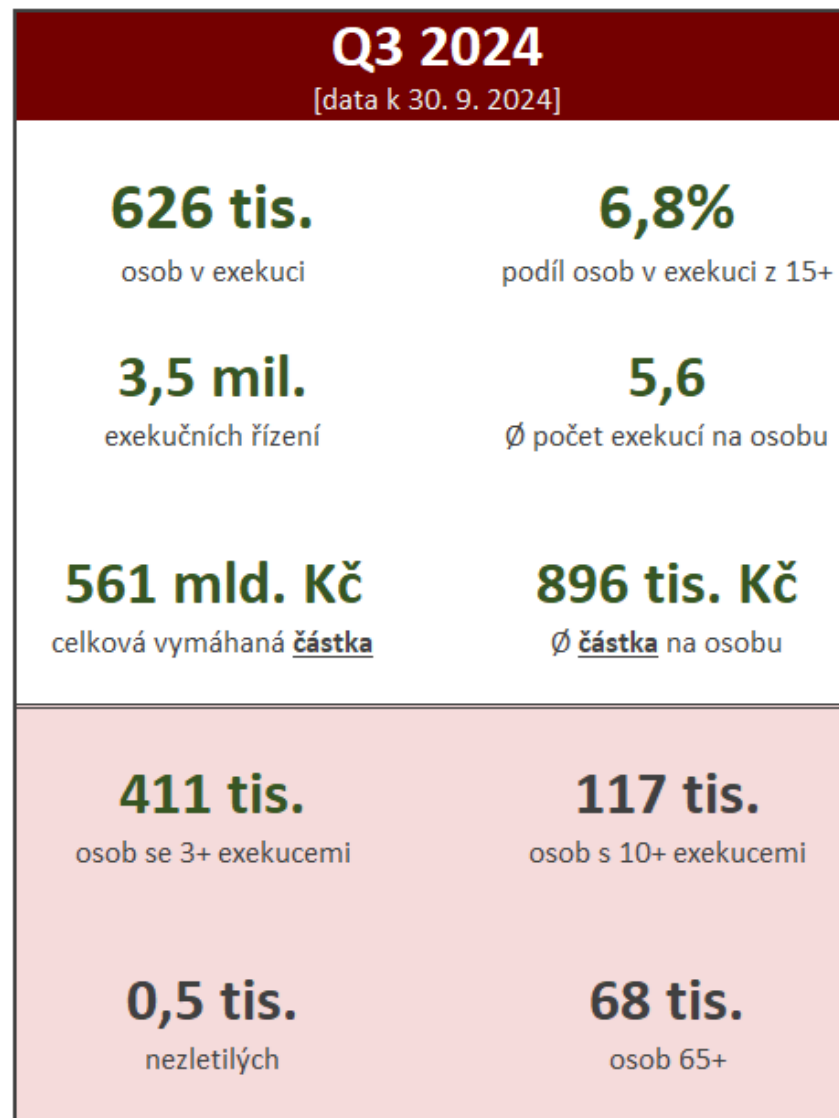 Q3 2024
[data k 30. 9. 2024]
626 tis.
osob v exekuci
6,8%
podíl osob v exekuci z 15+
3,5 mil.
exekučních řízení
5,6
Ø počet exekucí na osobu
561 mld. Kč
celková vymáhaná částka
896 tis. Kč
Ø částka na osobu
411 tis.
osob se 3+ exekucemi
117 tis.
osob s 10+ exekucemi
0,5 tis.
nezletilých
68 tis.
osob 65+